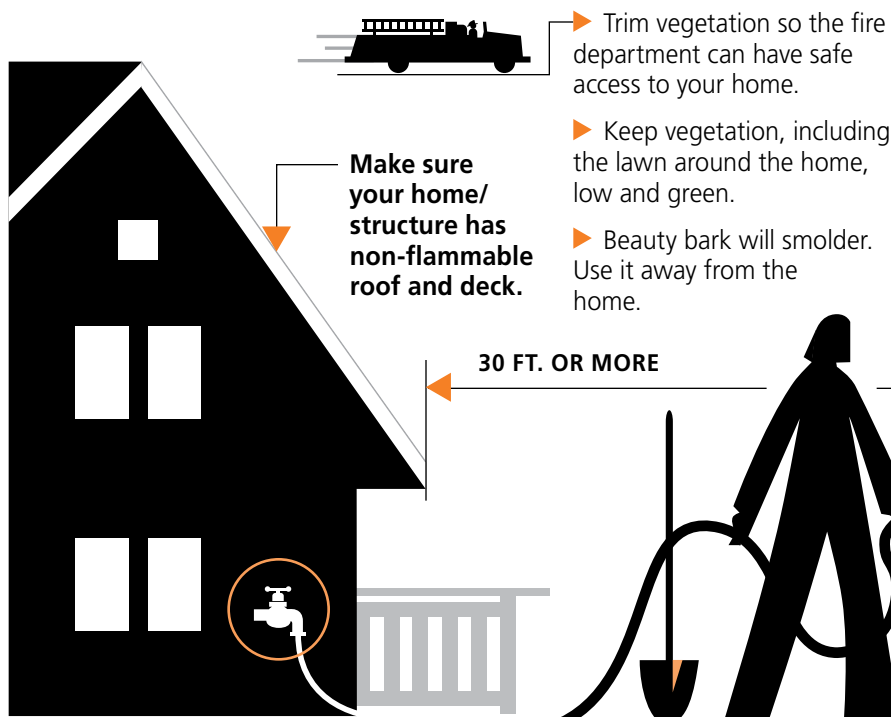 ▶ Trim vegetation so the fire
department can have safe
access to your home.
▶ Keep vegetation, including
the lawn around the home,
low and green.
▶ Beauty bark will smolder.
Use it away from the
home.
Make sure
your home/
structure has
non-flammable
roof and deck.
30 FT. OR MORE